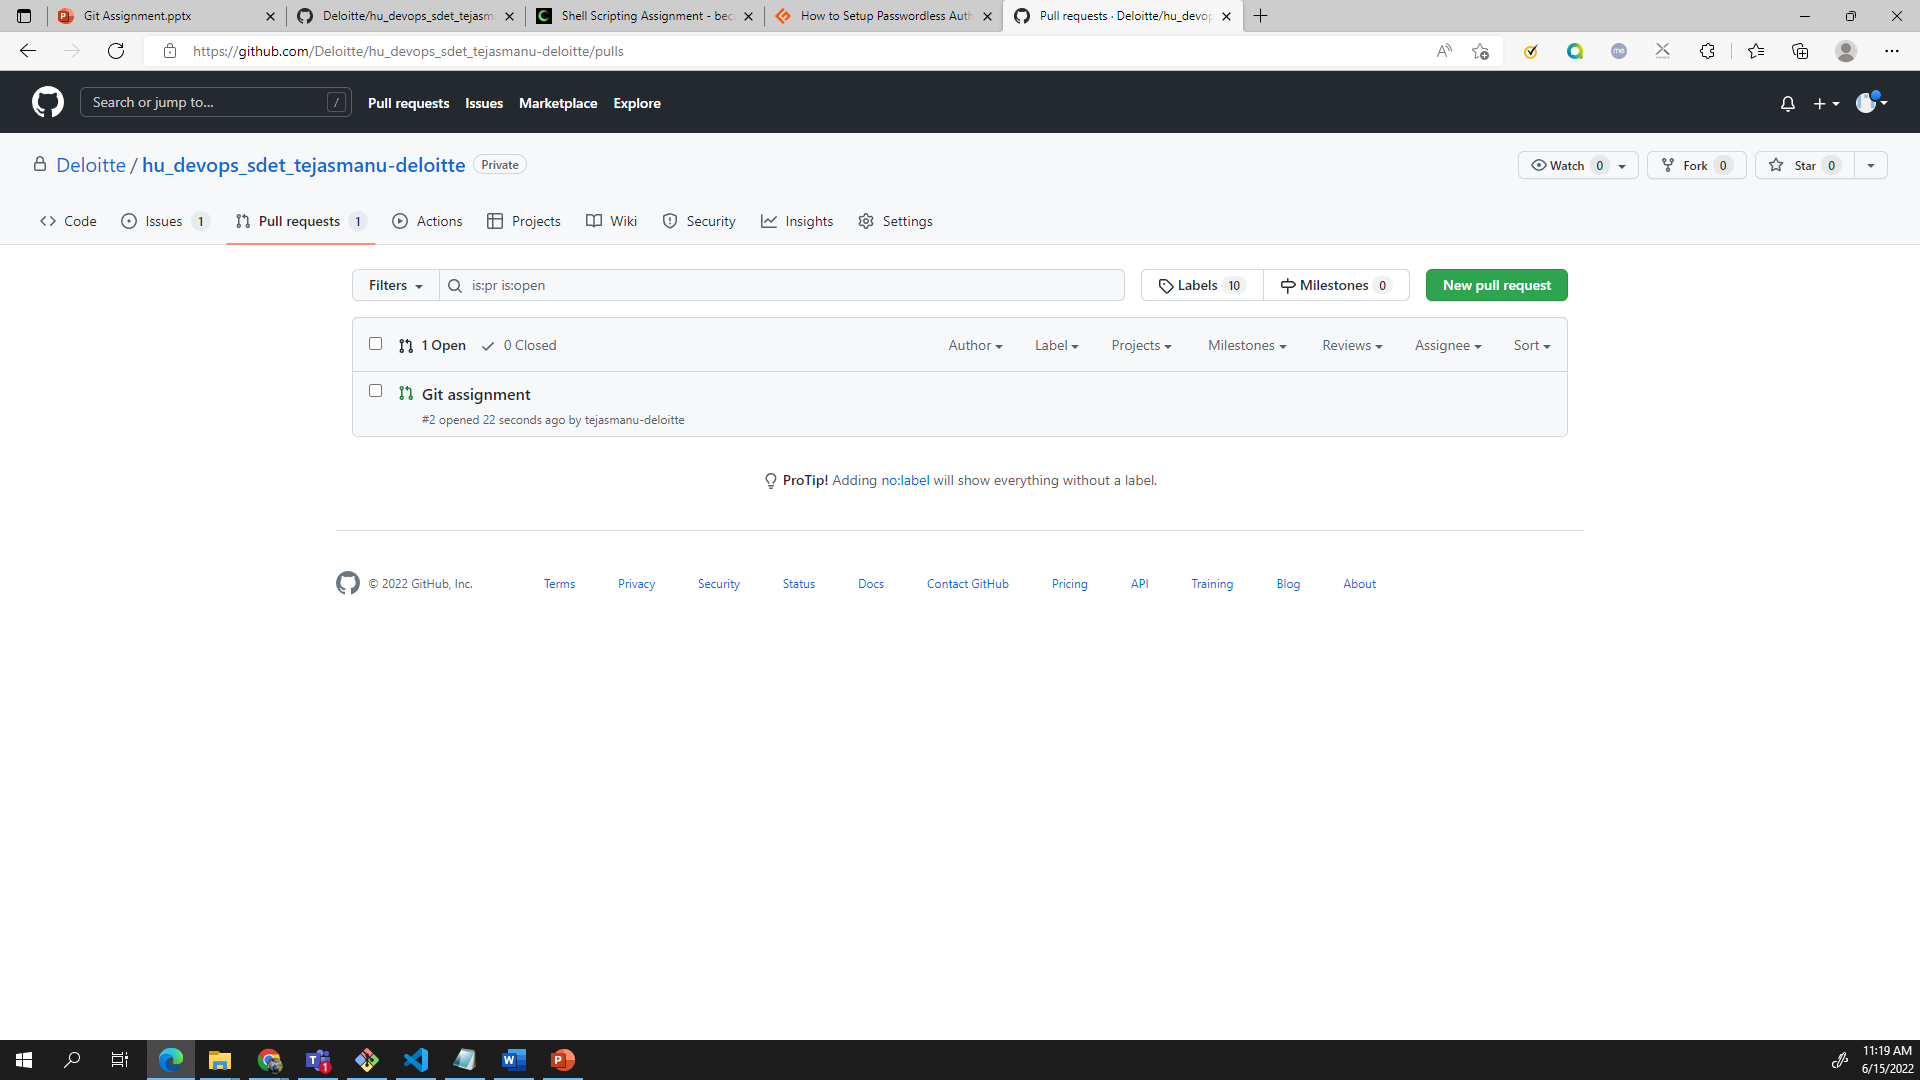 Git Assignment.pptx
Deloitte/hu_devops_sdet_tejasm
Shell Scripting Assignment - bec
How to Setup Passwordless Auth
Pull requests · Deloitte/hu_devop
https://github.com/Deloitte/hu_devops_sdet_tejasmanu-deloitte/pulls
Search or jump to... /
Pull requests Issues Marketplace Explore
Deloitte / hu_devops_sdet_tejasmanu-deloitte Private
Watch 0 Fork 0 Star 0
Code Issues 1 Pull requests 1 Actions Projects Wiki Security Insights Settings
Filters is:pr is:open Labels 10 Milestones 0 New pull request
1 Open 0 Closed Author Label Projects Milestones Reviews Assignee Sort
Git assignment
#2 opened 22 seconds ago by tejasmanu-deloitte
ProTip! Adding no:label will show everything without a label.
© 2022 GitHub, Inc. Terms Privacy Security Status Docs Contact GitHub Pricing API Training Blog About
11:19 AM
6/15/2022